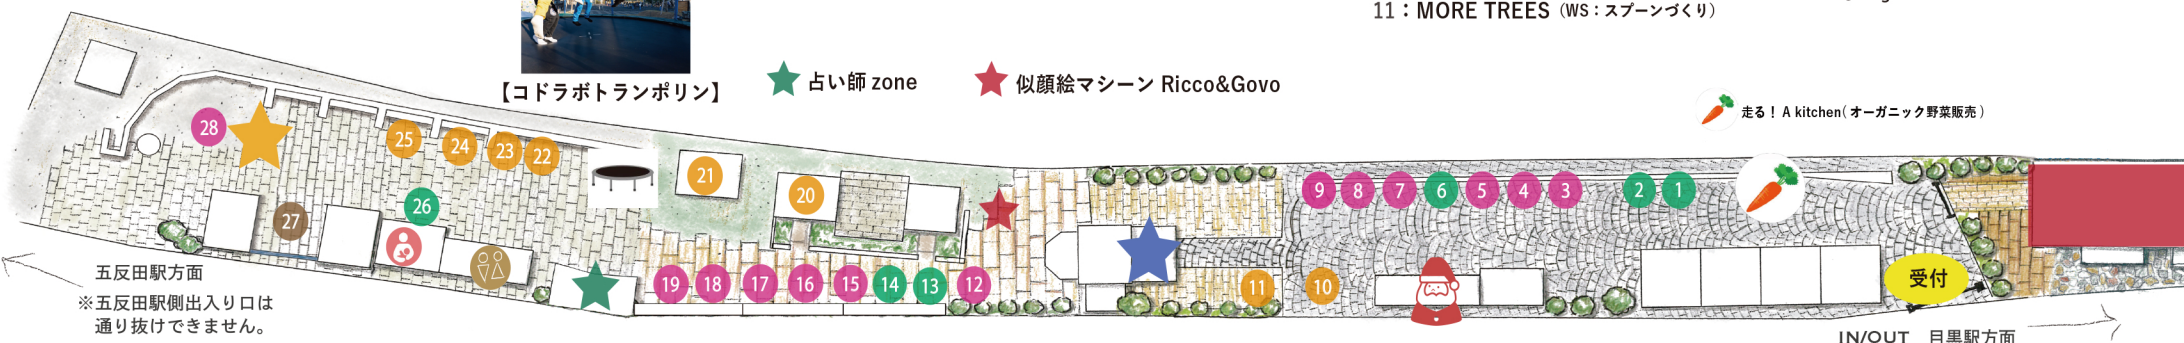 11：MORE TREES（WS：スプーンづくり）
【コドラボトランポリン】
占い師 zone
似顔絵マシーン Ricco&Govo
走る！ A kitchen( オーガニック野菜販売 )
28
25
24
23
22
21
20
9
8
7
6
5
4
3
2
1
27
26
19
18
17
16
15
14
13
12
11
10
受付
五反田駅方面
※五反田駅側出入り口は
通り抜けできません。
IN/OUT 目黒駅方面